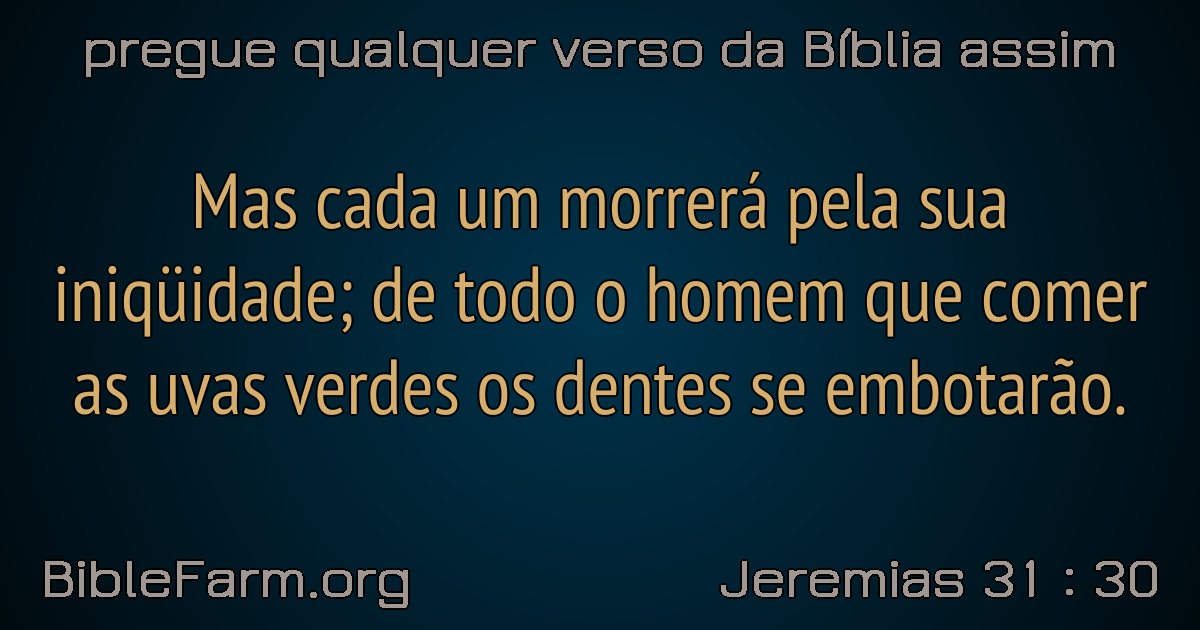 pregue qualquer verso da Bíblia assim
Mas cada um morrerá pela sua
iniqüidade; de todo o homem que comer
as uvas verdes os dentes se embotarão.
BibleFarm.org
Jeremias 31 : 30